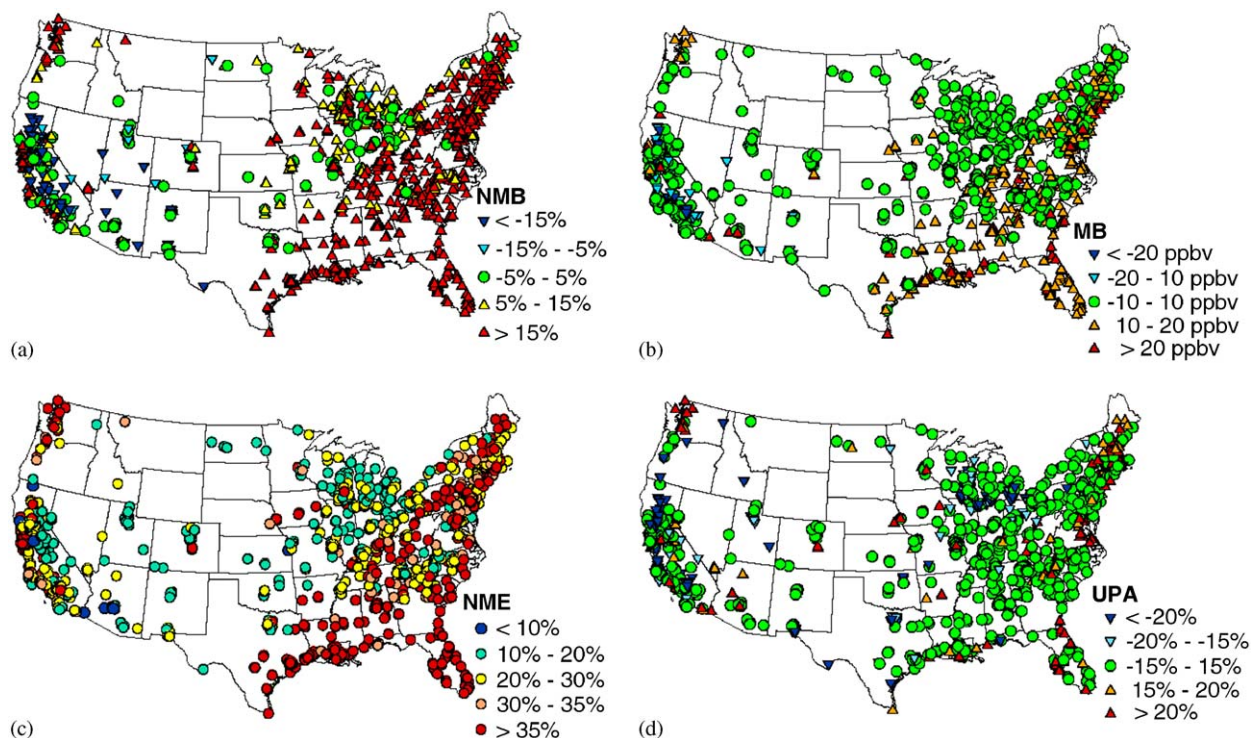 (a)
NMB
< -15%
-15% - -5%
-5% - 5%
5% - 15%
> 15%
(b)
MB
< -20 ppbv
-20 - 10 ppbv
-10 - 10 ppbv
10 - 20 ppbv
> 20 ppbv
(c)
NME
< 10%
10% - 20%
20% - 30%
30% - 35%
> 35%
(d)
UPA
< -20%
-20% - -15%
-15% - 15%
15% - 20%
> 20%